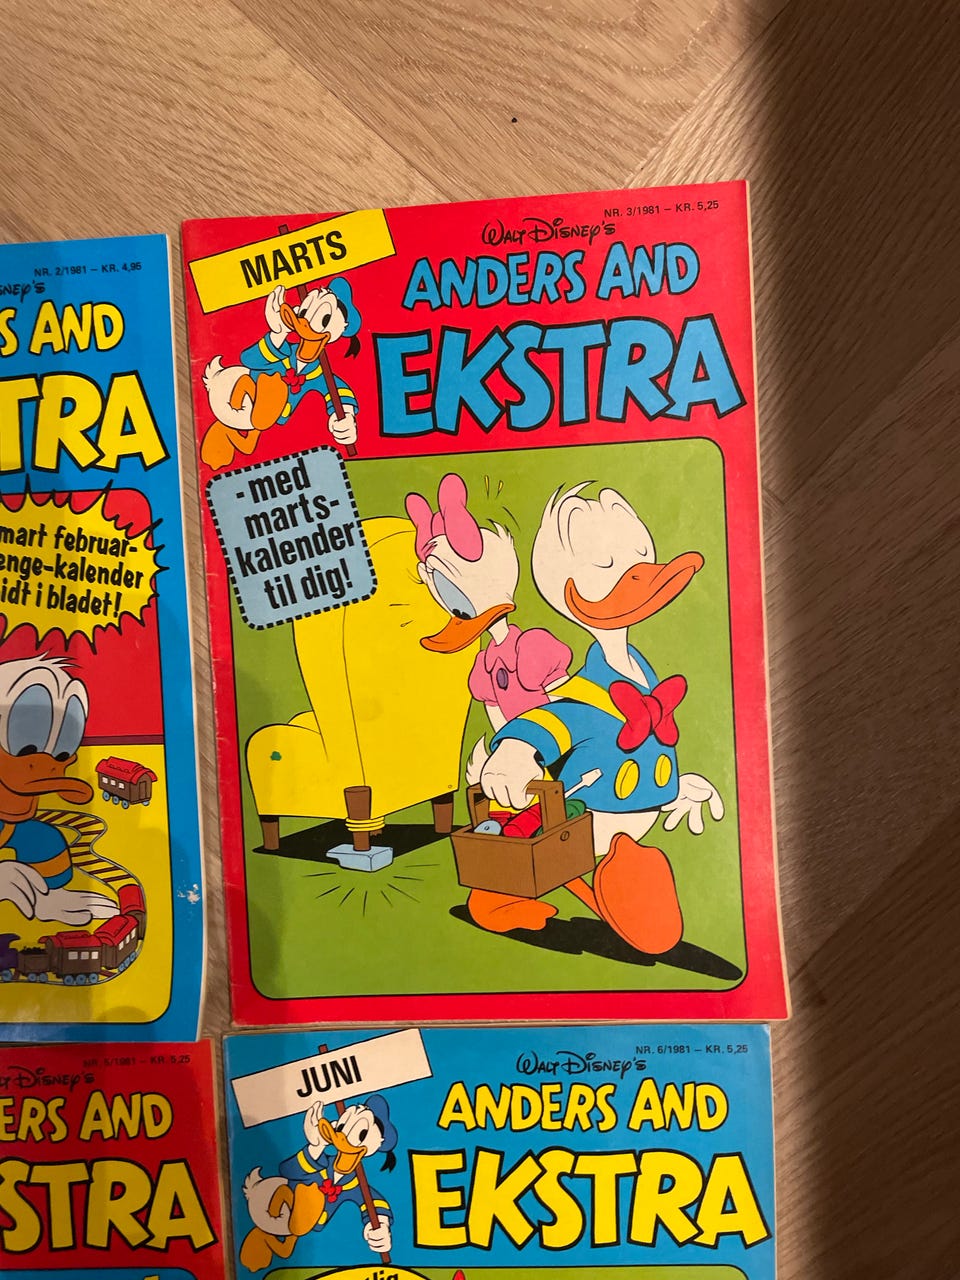 NR. 2/1981 – KR. 4,95
NEY'S
S AND
TRA
mart februar-
enge-kalender
idt i bladet!
MARTS
NR. 3/1981 – KR. 5,25
WALT DISNEY'S
ANDERS AND
EKSTRA
- med
marts-
kalender
til dig!
NR. 5/1981 – KR. 5,25
DISNEY'S
ERS AND
STRA
JUNI
NR. 6/1981 – KR. 5,25
WALT DISNEY'S
ANDERS AND
EKSTRA